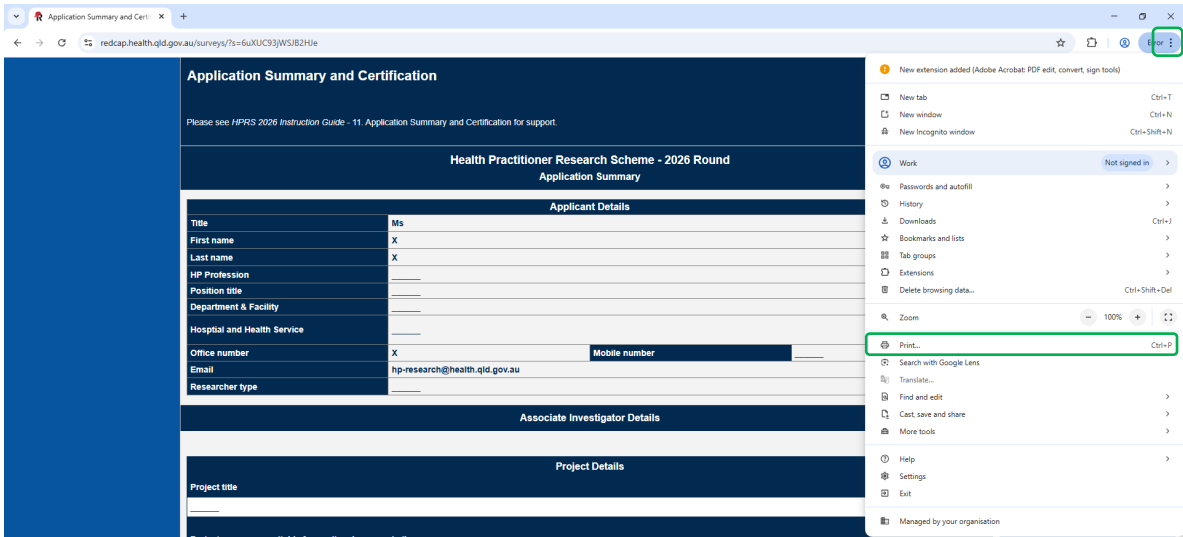 Application Summary and Certi
redcap.health.qld.gov.au/surveys/?s=6uXUC93jWSJB2HJe
Error
Application Summary and Certification
Please see HPRS 2026 Instruction Guide - 11. Application Summary and Certification for support.
Health Practitioner Research Scheme - 2026 Round
Application Summary
Applicant Details
Title Ms
First name X
Last name X
HP Profession
Position title
Department & Facility
Hosptial and Health Service
Office number X Mobile number
Email hp-research@health.qld.gov.au
Researcher type
Associate Investigator Details
Project Details
Project title
New extension added (Adobe Acrobat: PDF edit, convert, sign tools)
New tab Ctrl+T
New window Ctrl+N
New Incognito window Ctrl+Shift+N
Work Not signed in
Passwords and autofill
History
Downloads Ctrl+J
Bookmarks and lists
Tab groups
Extensions
Delete browsing data... Ctrl+Shift+Del
Zoom - 100% +
Print... Ctrl+P
Search with Google Lens
Translate...
Find and edit
Cast, save and share
More tools
Help
Settings
Exit
Managed by your organisation